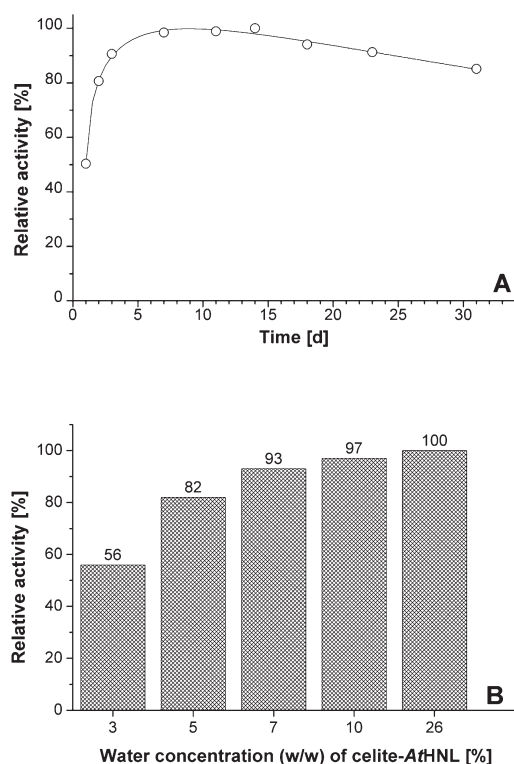 100
80
60
40
20
0
Relative activity [%]
0 5 10 15 20 25 30
Time [d]
A
100
80
60
40
20
0
Relative activity [%]
56 82 93 97 100
3 5 7 10 26
B
Water concentration (w/w) of celite-AtHNL [%]